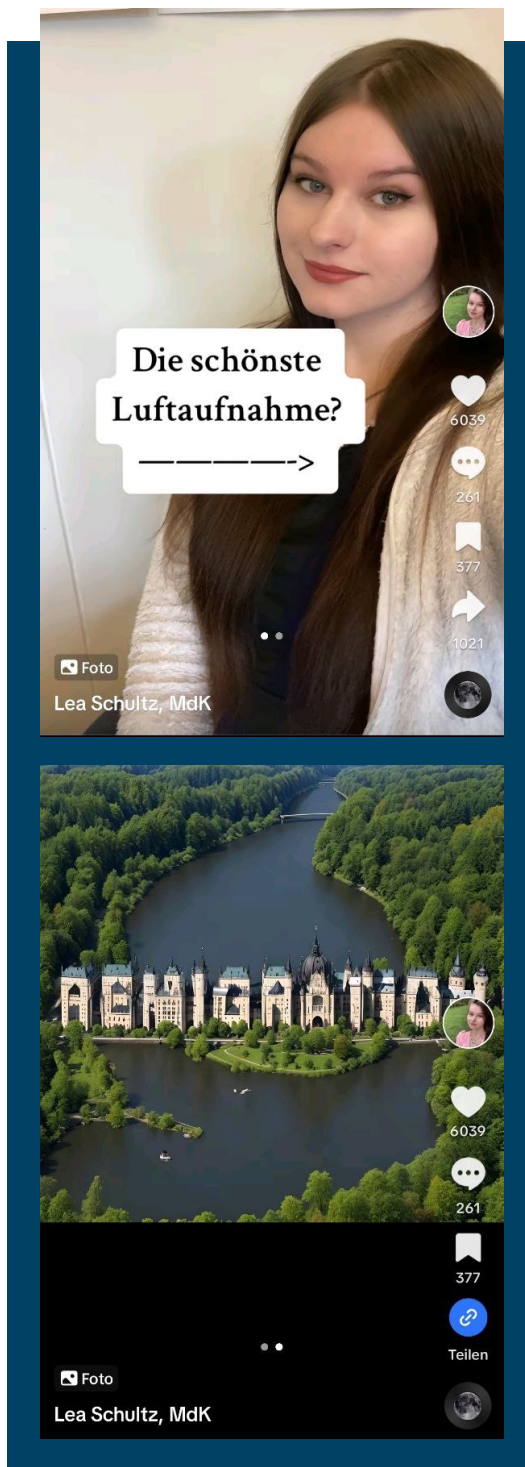 Die schönste
Luftaufnahme?
—————->
6039
261
377
1021
Foto
Lea Schultz, MdK
REMIGRATION
6039
261
377
Teilen
Foto
Lea Schultz, MdK